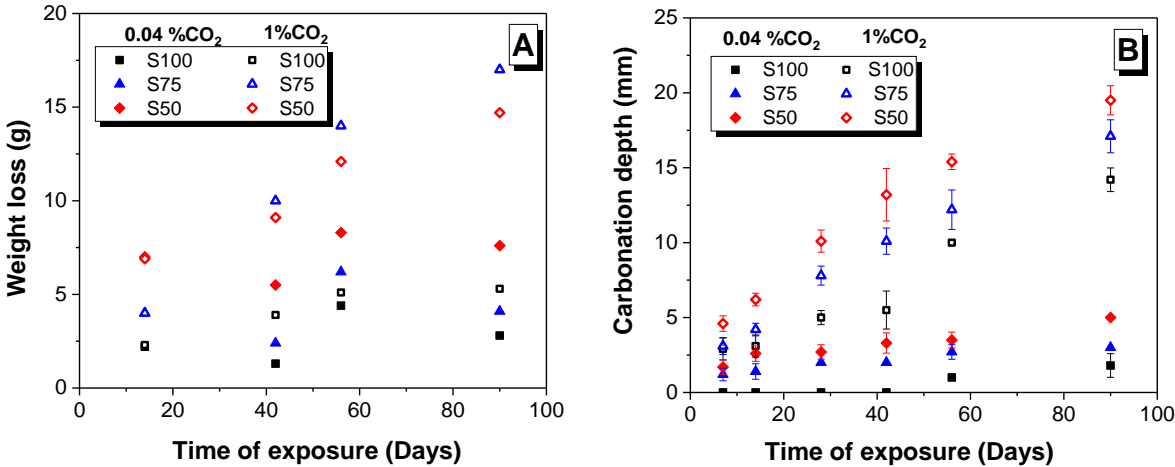 0.04 %CO₂ 1%CO₂
S100 S100
S75 S75
S50 S50
A
20
15
10
5
0
Weight loss (g)
0 20 40 60 80 100
Time of exposure (Days)
0.04 %CO₂ 1%CO₂
S100 S100
S75 S75
S50 S50
B
25
20
15
10
5
0
Carbonation depth (mm)
0 20 40 60 80 100
Time of exposure (Days)